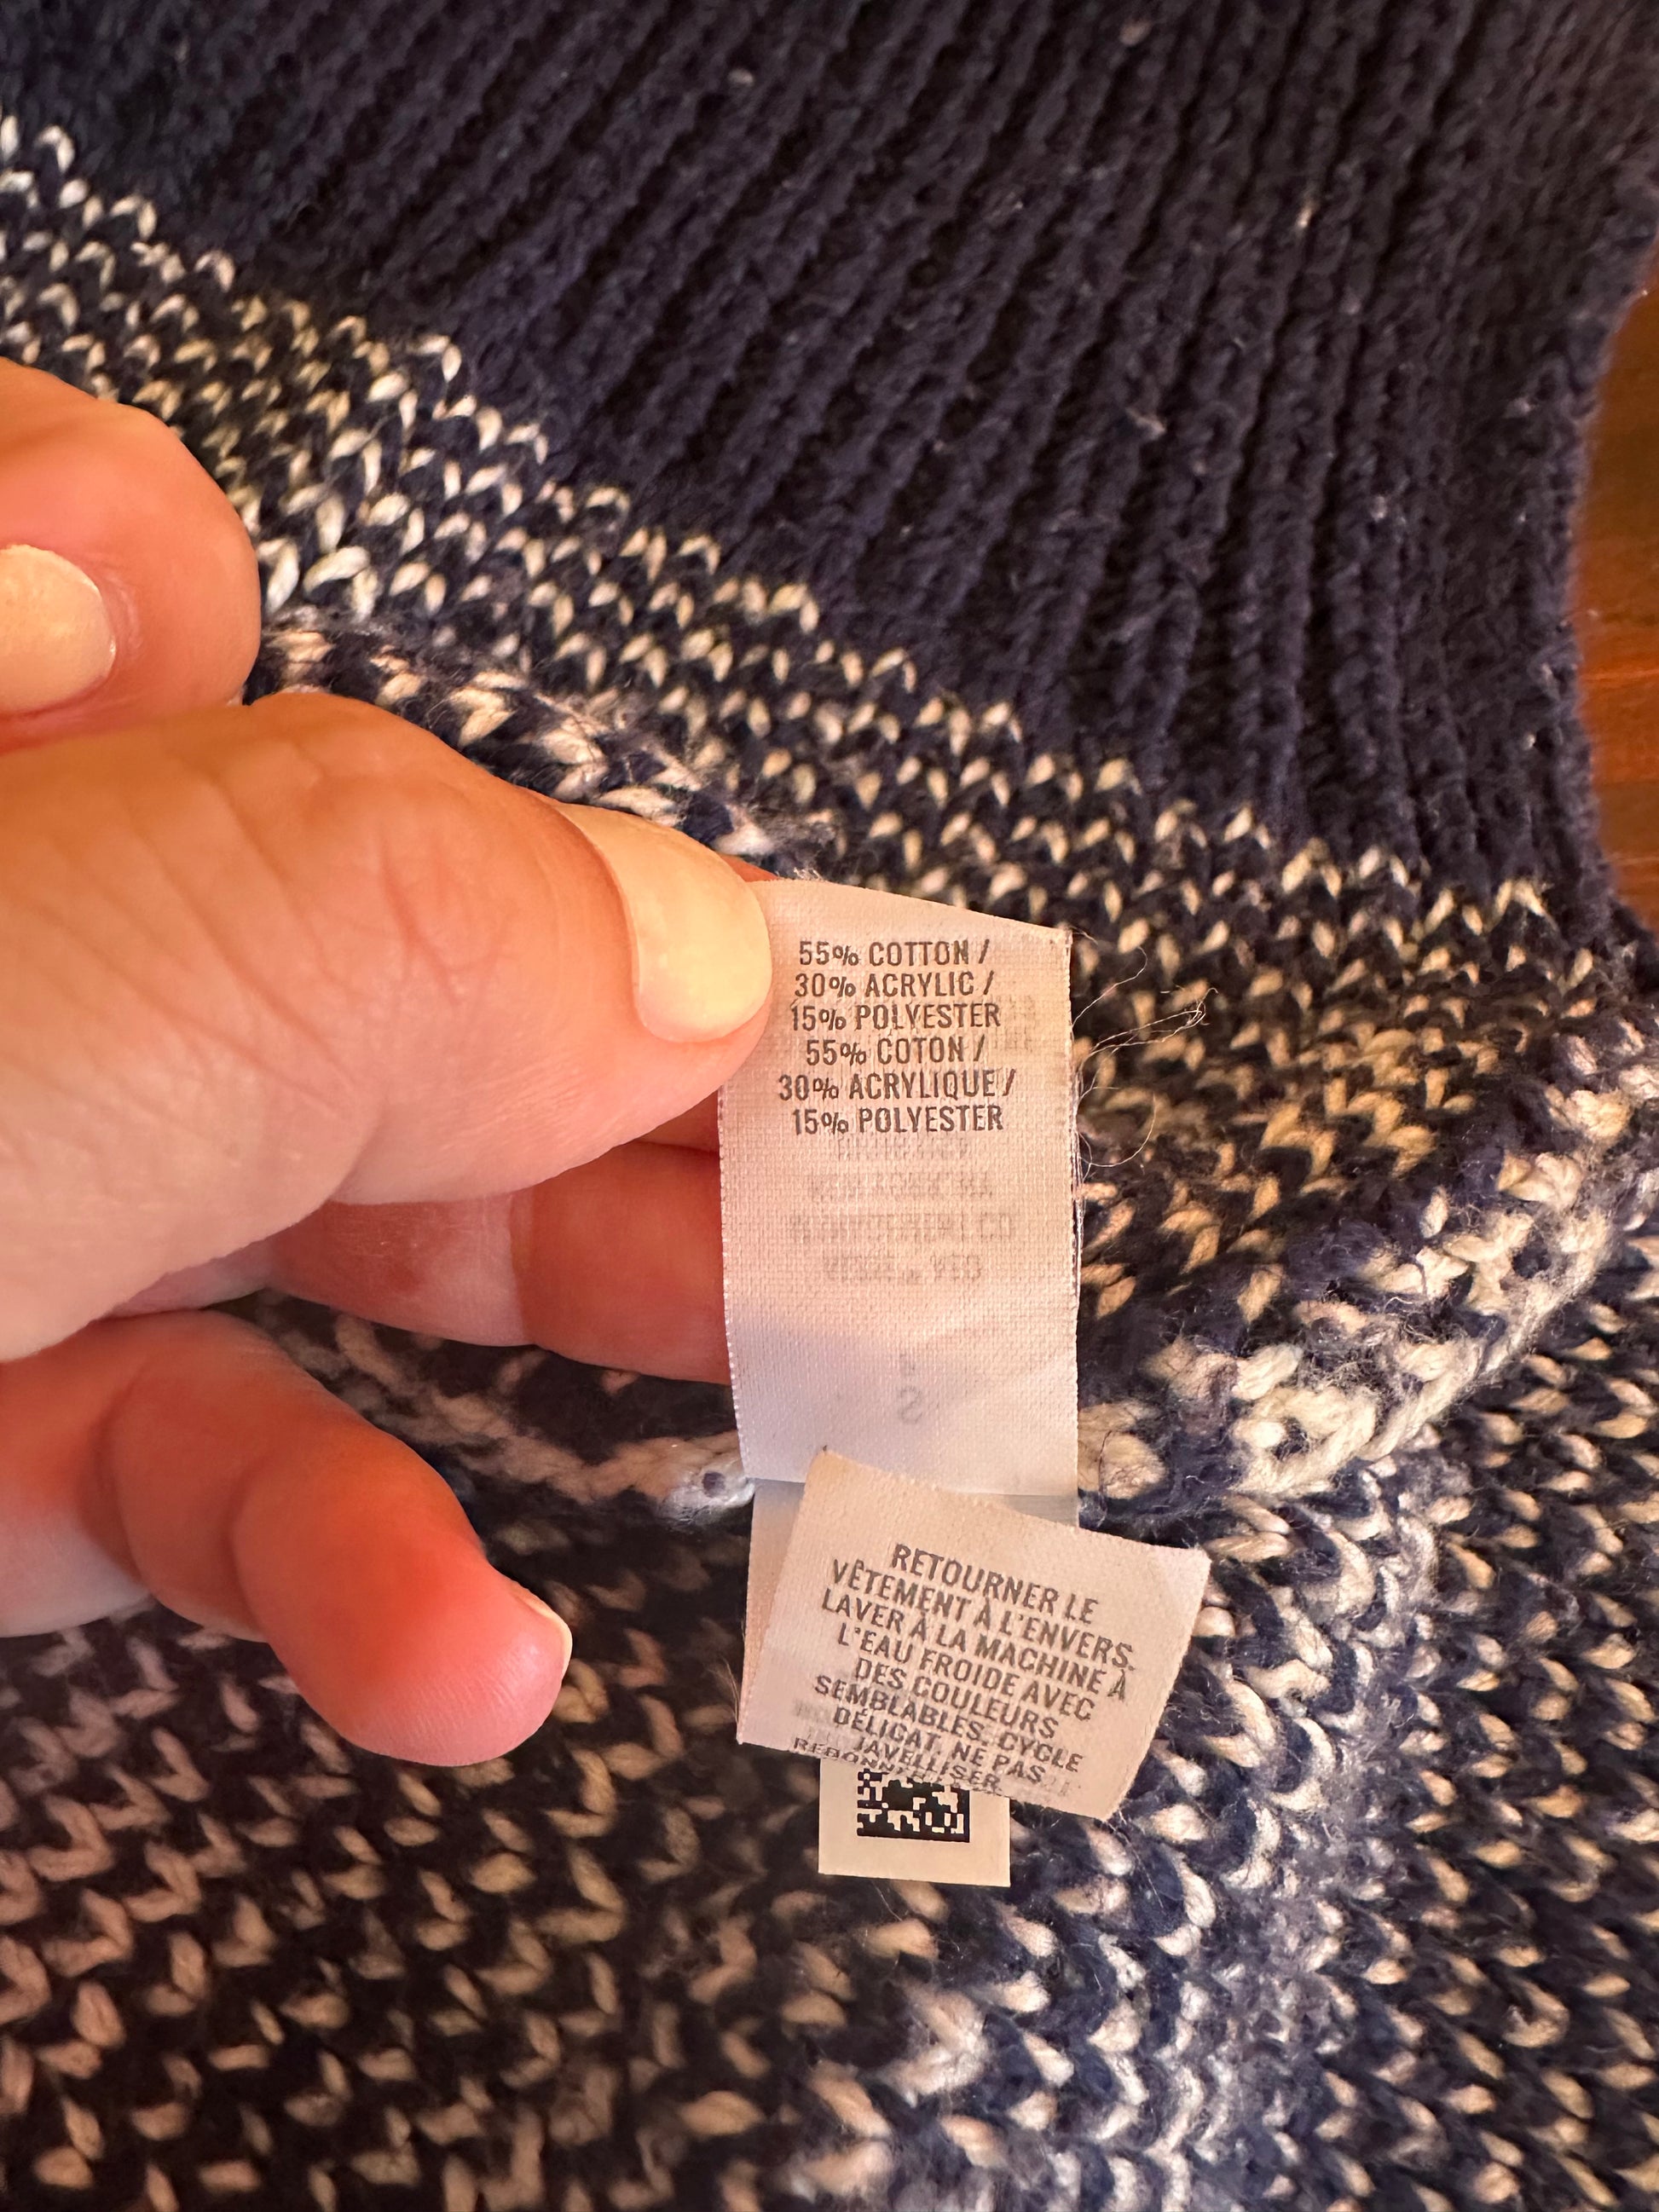 55% COTTON /
30% ACRYLIC /
15% POLYESTER
55% COTON /
30% ACRYLIQUE /
15% POLYESTER
RETOURNER LE
VÊTEMENT À L'ENVERS.
LAVER À LA MACHINE À
L'EAU FROIDE AVEC
DES COULEURS
SEMBLABLES. CYCLE
DÉLICAT. NE PAS
JAVELLISER.